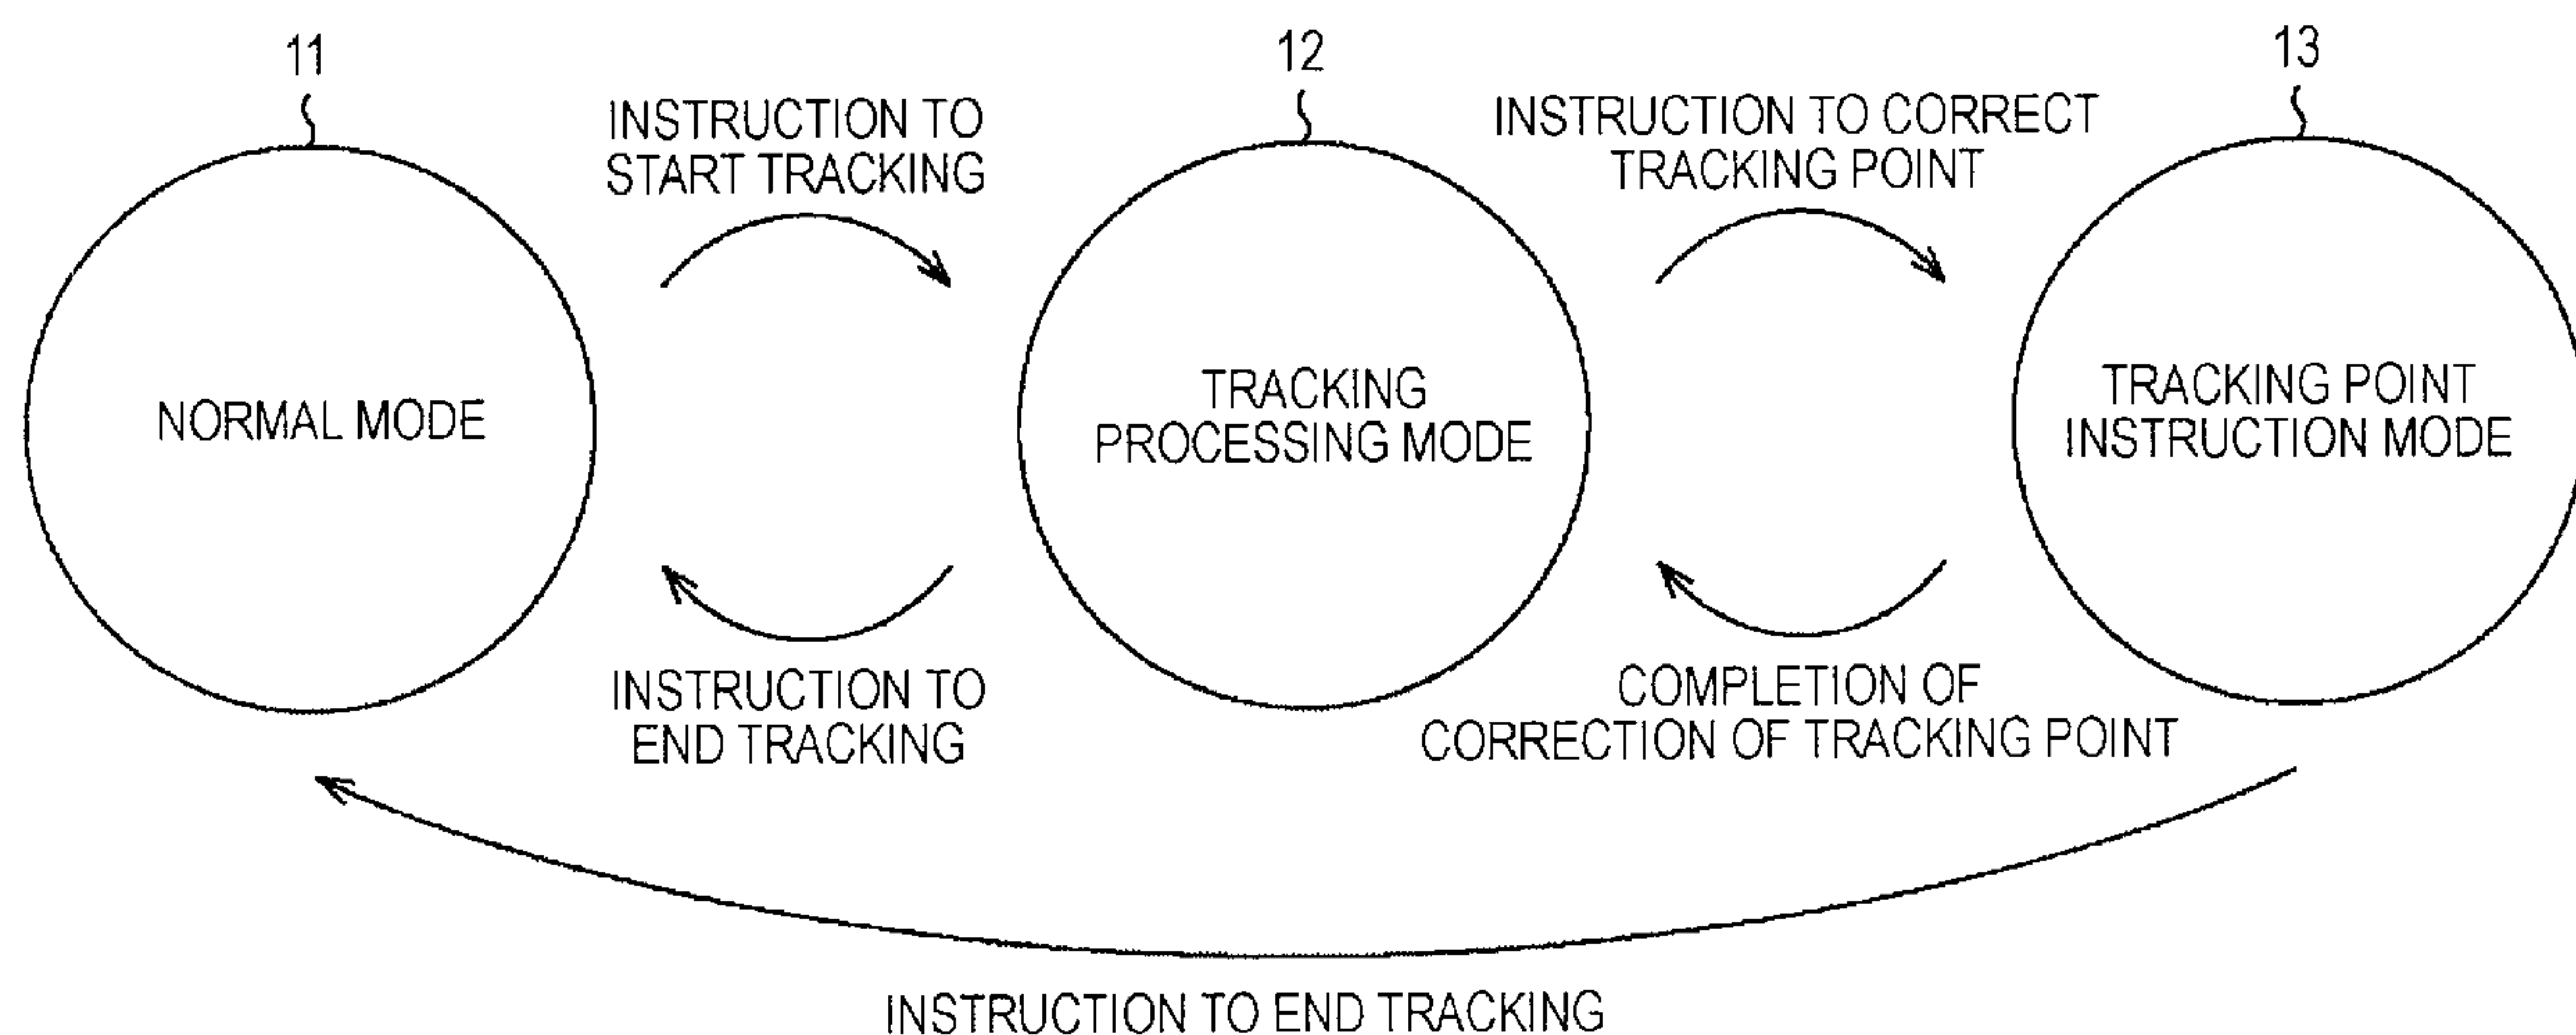 11
12
13
INSTRUCTION TO
START TRACKING
INSTRUCTION TO CORRECT
TRACKING POINT
NORMAL MODE
TRACKING
PROCESSING MODE
TRACKING POINT
INSTRUCTION MODE
INSTRUCTION TO
END TRACKING
COMPLETION OF
CORRECTION OF TRACKING POINT
INSTRUCTION TO END TRACKING